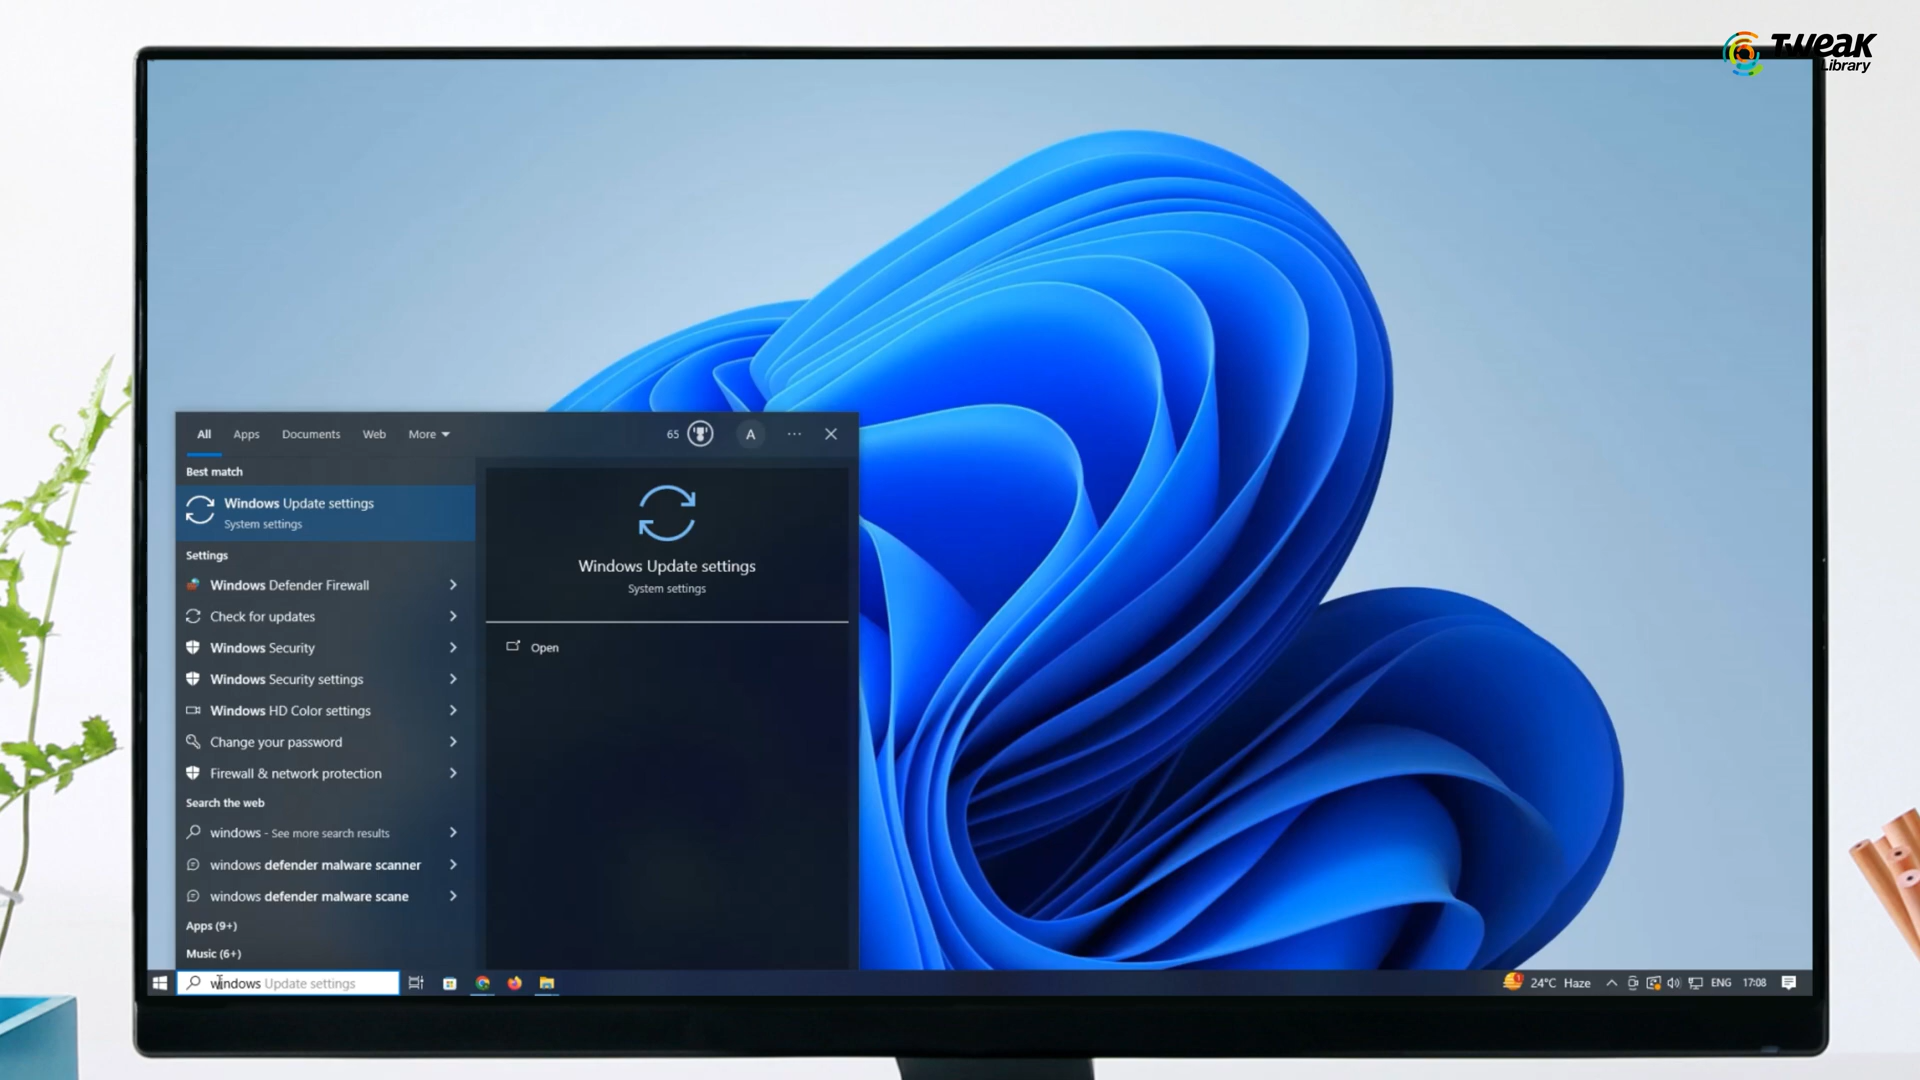 Tweak
Library
All
Apps
Documents
Web
More
65
A
Best match
Windows Update settings
System settings
Settings
Windows Defender Firewall
Check for updates
Windows Security
Windows Security settings
Windows HD Color settings
Change your password
Firewall & network protection
Search the web
windows - See more search results
windows defender malware scanner
windows defender malware scane
Apps (9+)
Music (6+)
Windows Update settings
System settings
Open
windows Update settings
1
24°C Haze
ENG
17:08